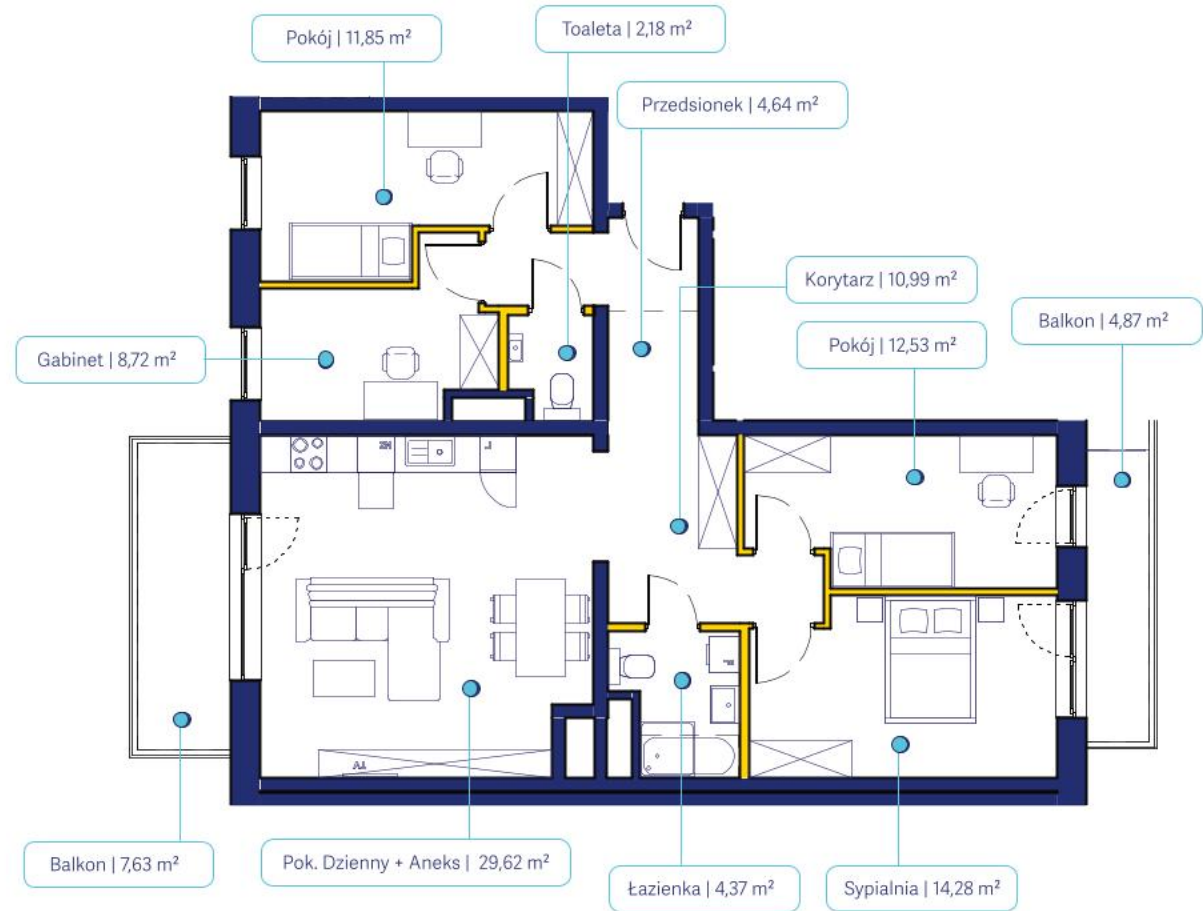 Pokój | 11,85 m²
Toaleta | 2,18 m²
Przedsionek | 4,64 m²
Korytarz | 10,99 m²
Balkon | 4,87 m²
Pokój | 12,53 m²
Gabinet | 8,72 m²
L
TV
Balkon | 7,63 m²
Pok. Dzienny + Aneks | 29,62 m²
Łazienka | 4,37 m²
Sypialnia | 14,28 m²